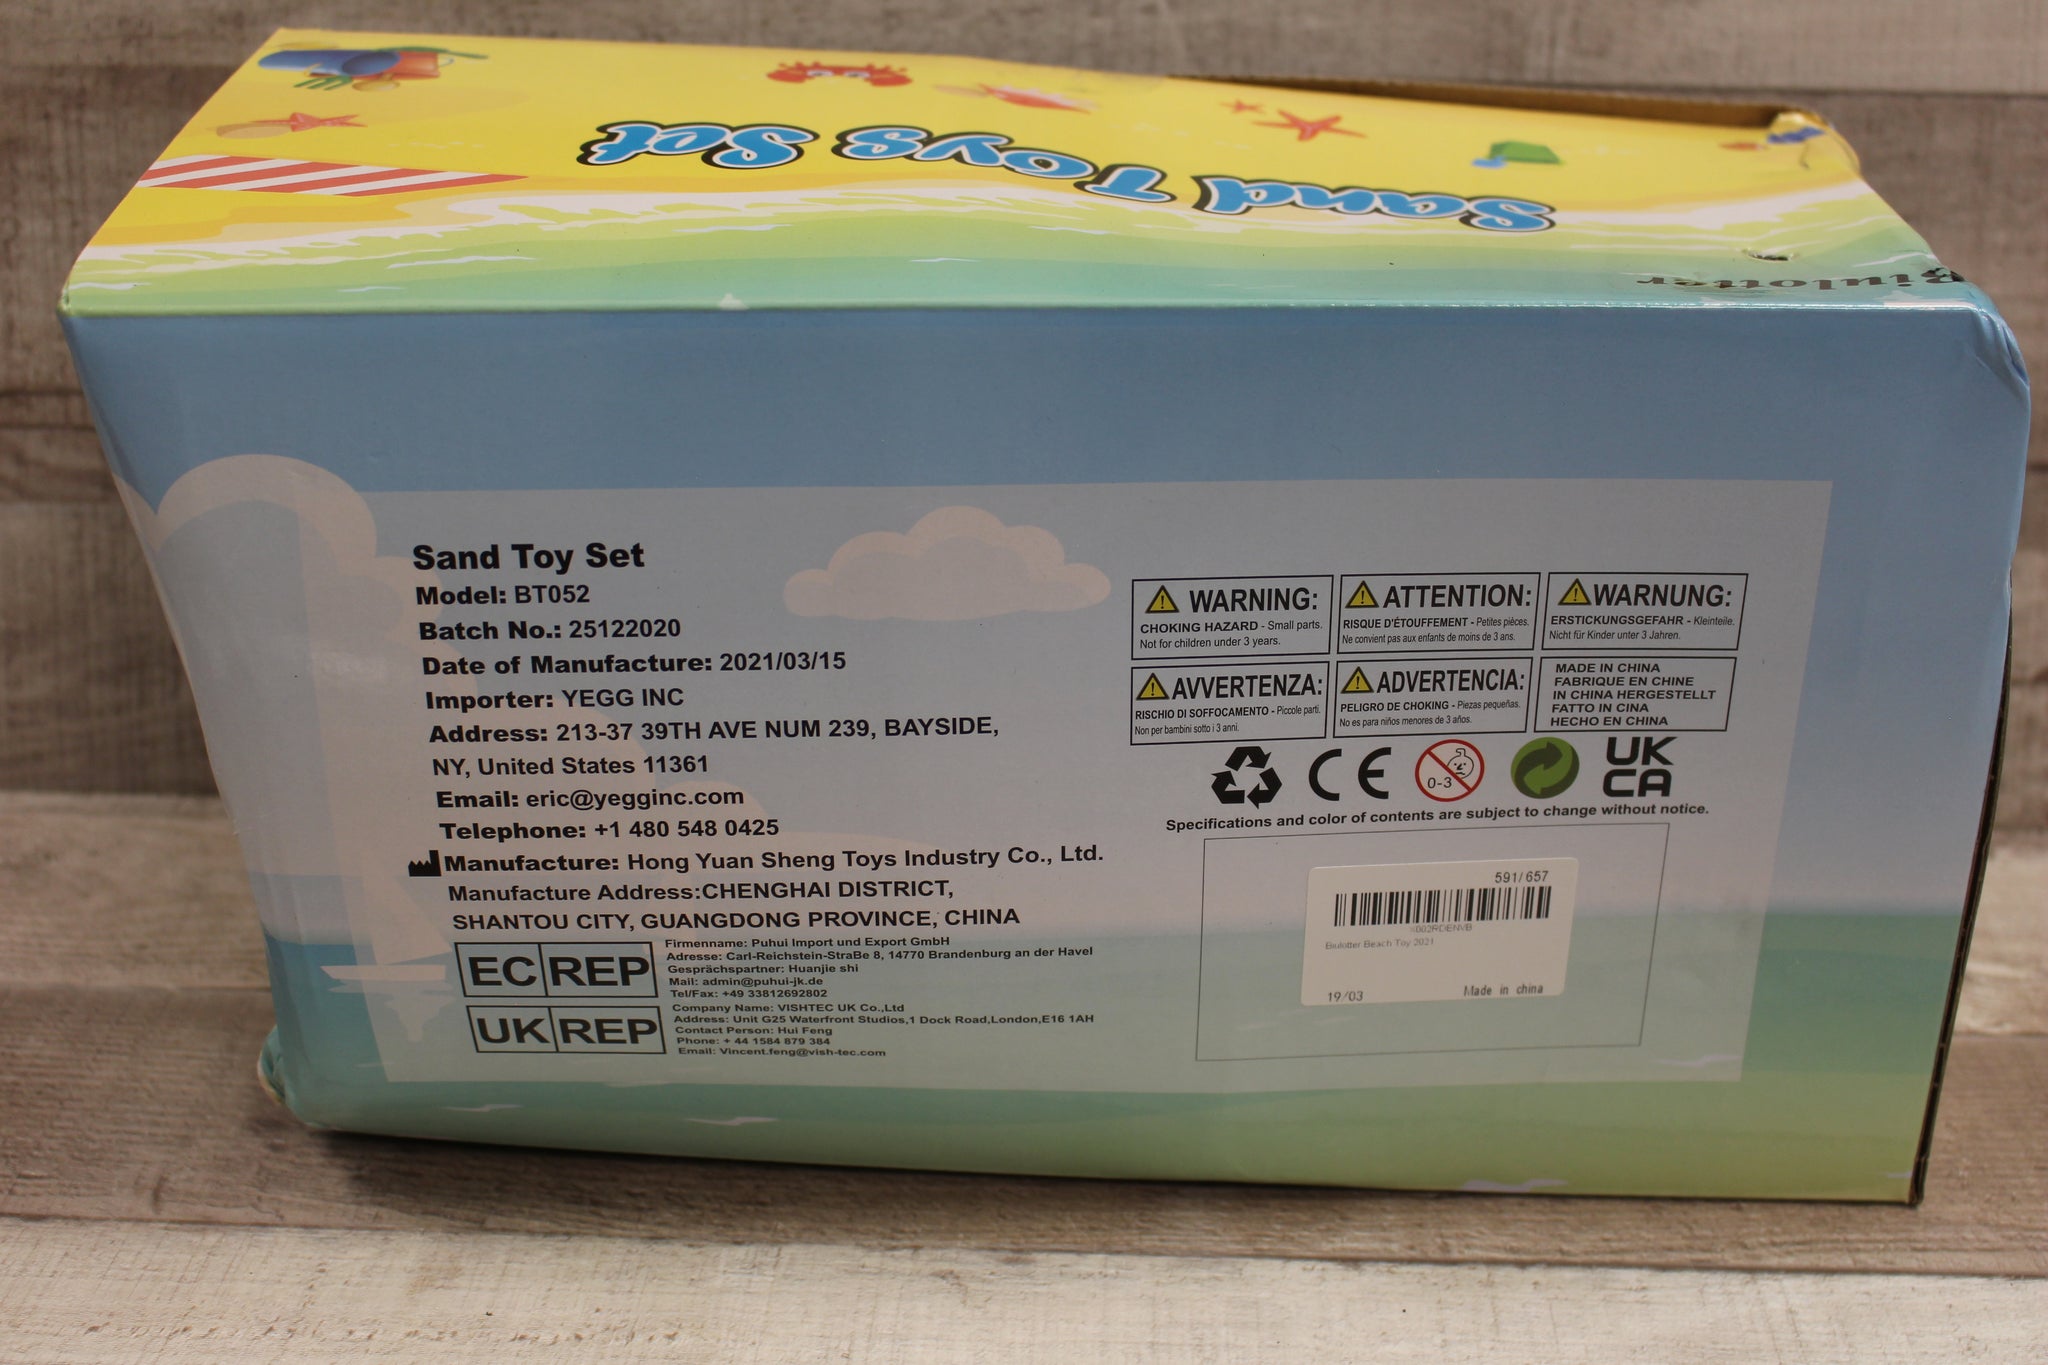 Sand Toys Set
Biulotter
Sand Toy Set
Model: BT052
Batch No.: 25122020
Date of Manufacture: 2021/03/15
Importer: YEGG INC
Address: 213-37 39TH AVE NUM 239, BAYSIDE,
NY, United States 11361
Email: eric@yegginc.com
Telephone: +1 480 548 0425
Manufacture: Hong Yuan Sheng Toys Industry Co., Ltd.
Manufacture Address:CHENGHAI DISTRICT,
SHANTOU CITY, GUANGDONG PROVINCE, CHINA
EC REP
Firmenname: Puhui Import und Export GmbH
Adresse: Carl-Reichstein-StraBe 8, 14770 Brandenburg an der Havel
Gesprächspartner: Huanjie shi
Mail: admin@puhui-jk.de
Tel/Fax: +49 33812692802
UK REP
Company Name: VISHTEC UK Co.,Ltd
Address: Unit G25 Waterfront Studios,1 Dock Road,London,E16 1AH
Contact Person: Hui Feng
Phone: + 44 1584 879 384
Email: Vincent.feng@vish-tec.com
WARNING:
CHOKING HAZARD - Small parts.
Not for children under 3 years.
ATTENTION:
RISQUE D'ÉTOUFFEMENT - Petites pièces.
Ne convient pas aux enfants de moins de 3 ans.
WARNUNG:
ERSTICKUNGSGEFAHR - Kleinteile.
Nicht für Kinder unter 3 Jahren.
AVVERTENZA:
RISCHIO DI SOFFOCAMENTO - Piccole parti.
Non per bambini sotto i 3 anni.
ADVERTENCIA:
PELIGRO DE CHOKING - Piezas pequeñas.
No es para niños menores de 3 años.
MADE IN CHINA
FABRIQUE EN CHINE
IN CHINA HERGESTELLT
FATTO IN CINA
HECHO EN CHINA
CE
0-3
UK
CA
Specifications and color of contents are subject to change without notice.
591/657
X002RDENVB
Biulotter Beach Toy 2021
19/03 Made in china